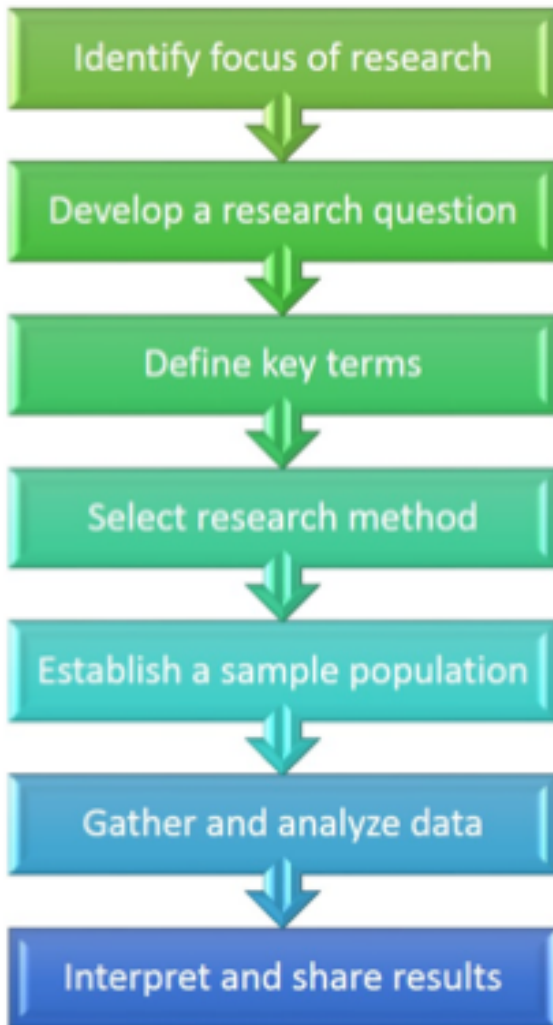 Identify focus of research
Develop a research question
Define key terms
Select research method
Establish a sample population
Gather and analyze data
Interpret and share results